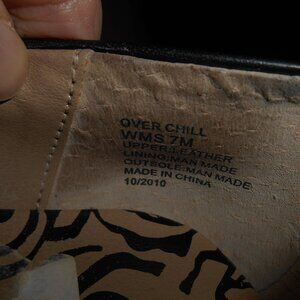 OVER CHILL
WMS 7M
UPPER:LEATHER
LINING:MAN MADE
OUTSOLE:MAN MADE
MADE IN CHINA
10/2010